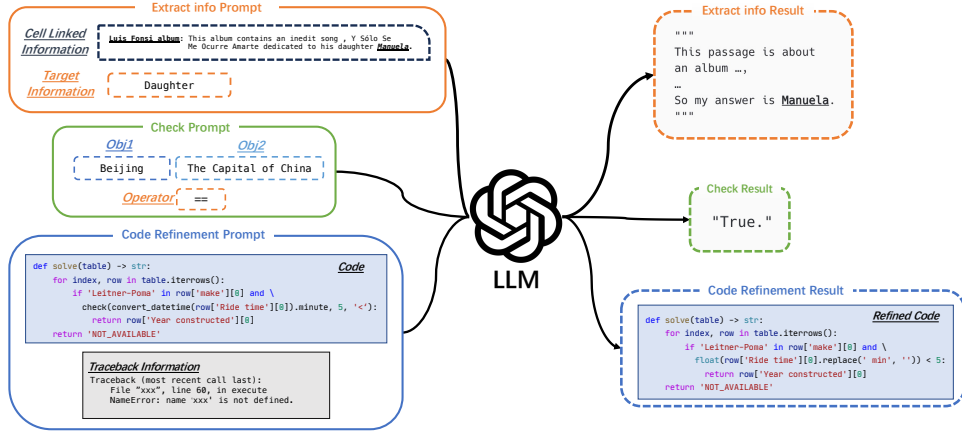 Extract info Prompt
Cell Linked
Information
Luis Fonsi album: This album contains an inedit song , Y Sólo Se
Me Ocurre Amarte dedicated to his daughter Manuela.
Target
Information
Daughter
Check Prompt
Obj1
Obj2
Beijing
The Capital of China
Operator
==
Code Refinement Prompt
Code
def solve(table) -> str:
for index, row in table.iterrows():
if 'Leitner-Poma' in row['make'][0] and \
check(convert_datetime(row['Ride time'][0]).minute, 5, '<'):
return row['Year constructed'][0]
return 'NOT_AVAILABLE'
Traceback Information
Traceback (most recent call last):
File "xxx", line 60, in execute
NameError: name 'xxx' is not defined.
LLM
Extract info Result
"""
This passage is about
an album …,
…
So my answer is Manuela.
"""
Check Result
"True."
Code Refinement Result
Refined Code
def solve(table) -> str:
for index, row in table.iterrows():
if 'Leitner-Poma' in row['make'][0] and \
float(row['Ride time'][0].replace(' min', '')) < 5:
return row['Year constructed'][0]
return 'NOT_AVAILABLE'